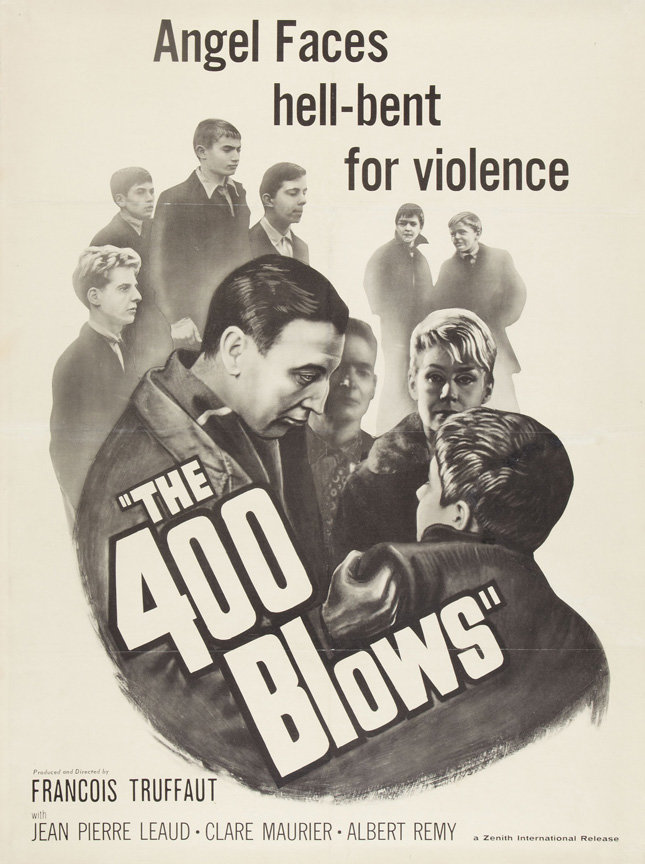 Angel Faces
hell-bent
for violence
"THE
400
BLOWS"
Produced and Directed by
FRANCOIS TRUFFAUT
with
JEAN PIERRE LEAUD • CLARE MAURIER • ALBERT REMY
a Zenith International Release